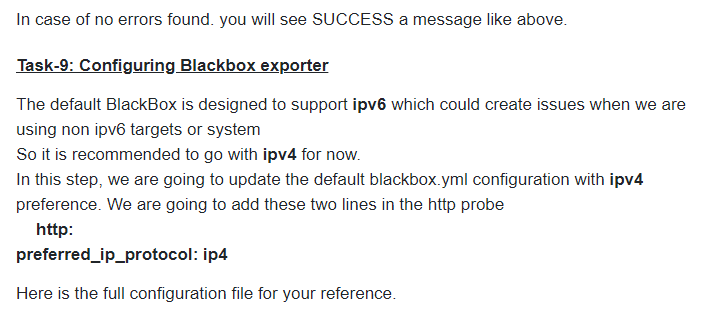 In case of no errors found. you will see SUCCESS a message like above.
Task-9: Configuring Blackbox exporter
The default BlackBox is designed to support ipv6 which could create issues when we are
using non ipv6 targets or system
So it is recommended to go with ipv4 for now.
In this step, we are going to update the default blackbox.yml configuration with ipv4
preference. We are going to add these two lines in the http probe
http:
preferred_ip_protocol: ip4
Here is the full configuration file for your reference.